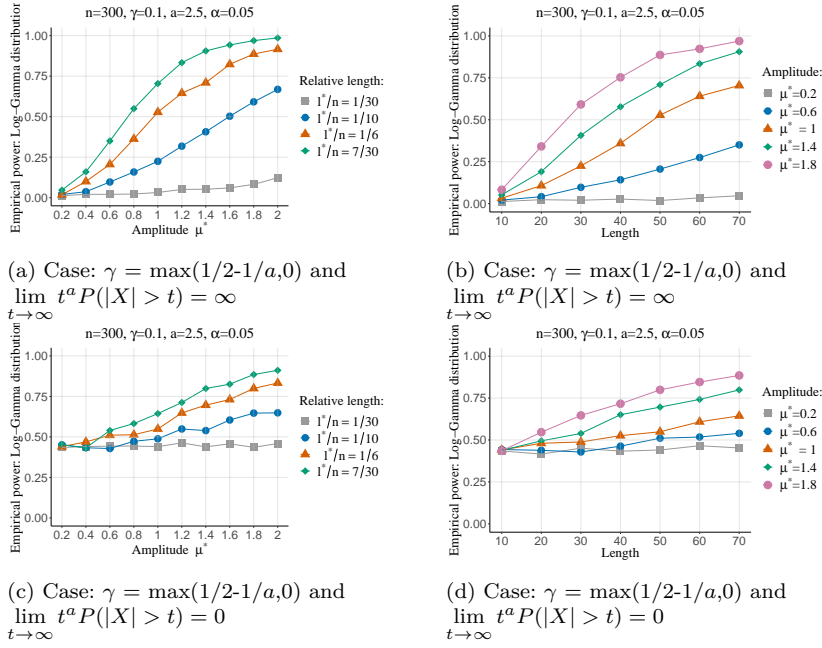 n=300, γ=0.1, a=2.5, α=0.05
Empirical power: Log−Gamma distribution
1.00
0.75
0.50
0.25
0.00
0.2 0.4 0.6 0.8 1 1.2 1.4 1.6 1.8 2
Amplitude μ*
Relative length:
l*/n = 1/30
l*/n = 1/10
l*/n = 1/6
l*/n = 7/30
n=300, γ=0.1, a=2.5, α=0.05
Empirical power: Log−Gamma distribution
1.00
0.75
0.50
0.25
0.00
10 20 30 40 50 60 70
Length
Amplitude:
μ*=0.2
μ*=0.6
μ* = 1
μ*=1.4
μ*=1.8
(a) Case: γ = max(1/2-1/a,0) and
lim t→∞ t^a P(|X| > t) = ∞
(b) Case: γ = max(1/2-1/a,0) and
lim t→∞ t^a P(|X| > t) = ∞
n=300, γ=0.1, a=2.5, α=0.05
Empirical power: Log−Gamma distribution
1.00
0.75
0.50
0.25
0.00
0.2 0.4 0.6 0.8 1 1.2 1.4 1.6 1.8 2
Amplitude μ*
Relative length:
l*/n = 1/30
l*/n = 1/10
l*/n = 1/6
l*/n = 7/30
n=300, γ=0.1, a=2.5, α=0.05
Empirical power: Log−Gamma distribution
1.00
0.75
0.50
0.25
0.00
10 20 30 40 50 60 70
Length
Amplitude:
μ*=0.2
μ*=0.6
μ* = 1
μ*=1.4
μ*=1.8
(c) Case: γ = max(1/2-1/a,0) and
lim t→∞ t^a P(|X| > t) = 0
(d) Case: γ = max(1/2-1/a,0) and
lim t→∞ t^a P(|X| > t) = 0